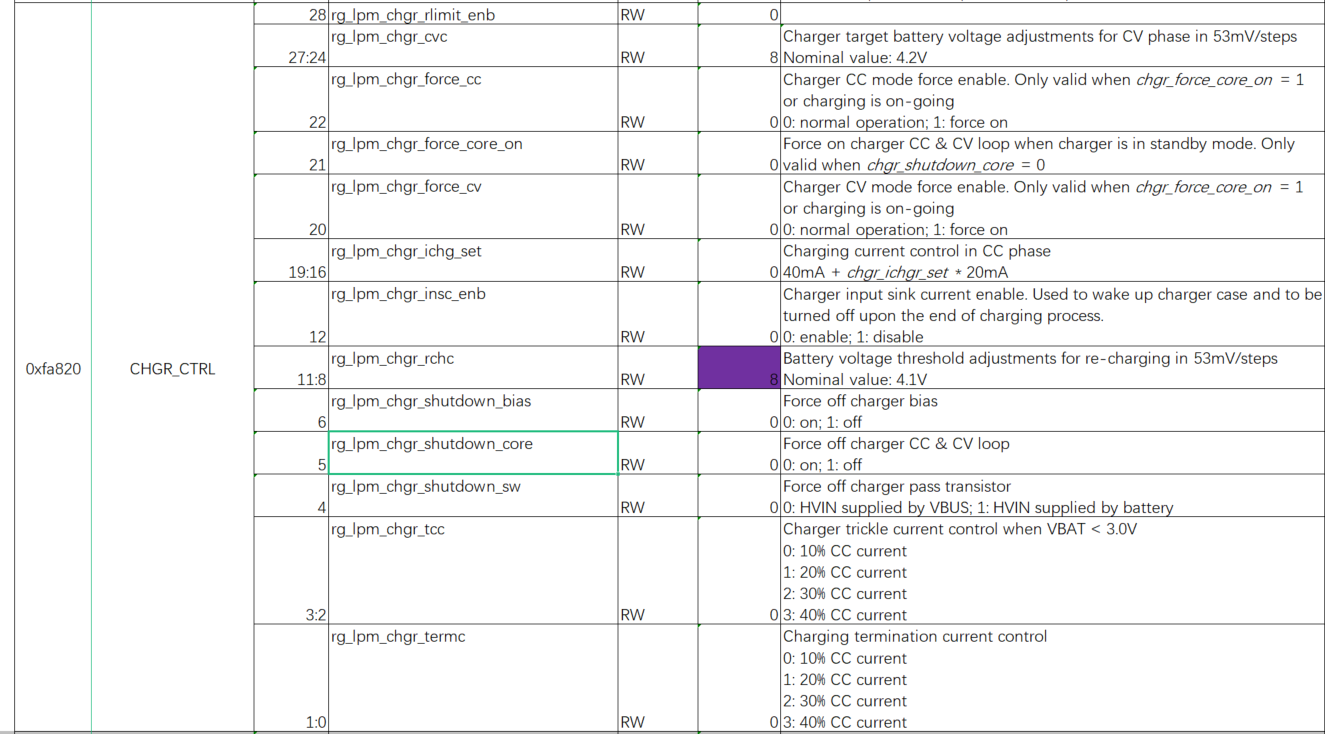 28 rg_lpm_chgr_rlimit_enb RW 0
rg_lpm_chgr_cvc Charger target battery voltage adjustments for CV phase in 53mV/steps
27:24 RW 8 Nominal value: 4.2V
rg_lpm_chgr_force_cc Charger CC mode force enable. Only valid when chgr_force_core_on = 1
or charging is on-going
22 RW 0 0: normal operation; 1: force on
rg_lpm_chgr_force_core_on Force on charger CC & CV loop when charger is in standby mode. Only
21 RW 0 valid when chgr_shutdown_core = 0
rg_lpm_chgr_force_cv Charger CV mode force enable. Only valid when chgr_force_core_on = 1
or charging is on-going
20 RW 0 0: normal operation; 1: force on
rg_lpm_chgr_ichg_set Charging current control in CC phase
19:16 RW 0 40mA + chgr_ichgr_set * 20mA
rg_lpm_chgr_insc_enb Charger input sink current enable. Used to wake up charger case and to be
turned off upon the end of charging process.
12 RW 0 0: enable; 1: disable
0xfa820 CHGR_CTRL
rg_lpm_chgr_rchc Battery voltage threshold adjustments for re-charging in 53mV/steps
11:8 RW 8 Nominal value: 4.1V
rg_lpm_chgr_shutdown_bias Force off charger bias
6 RW 0 0: on; 1: off
rg_lpm_chgr_shutdown_core Force off charger CC & CV loop
5 RW 0 0: on; 1: off
rg_lpm_chgr_shutdown_sw Force off charger pass transistor
4 RW 0 0: HVIN supplied by VBUS; 1: HVIN supplied by battery
rg_lpm_chgr_tcc Charger trickle current control when VBAT < 3.0V
0: 10% CC current
1: 20% CC current
2: 30% CC current
3:2 RW 0 3: 40% CC current
rg_lpm_chgr_termc Charging termination current control
0: 10% CC current
1: 20% CC current
2: 30% CC current
1:0 RW 0 3: 40% CC current